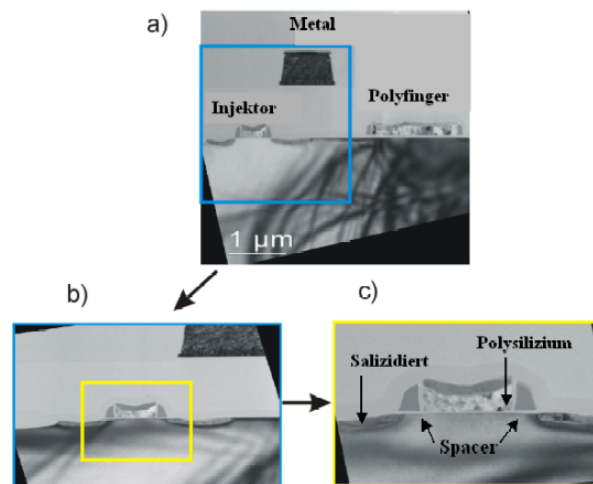 a)
Metal
Injektor
Polyfinger
1 µm
b)
c)
Salizidiert
Polysilizium
Spacer